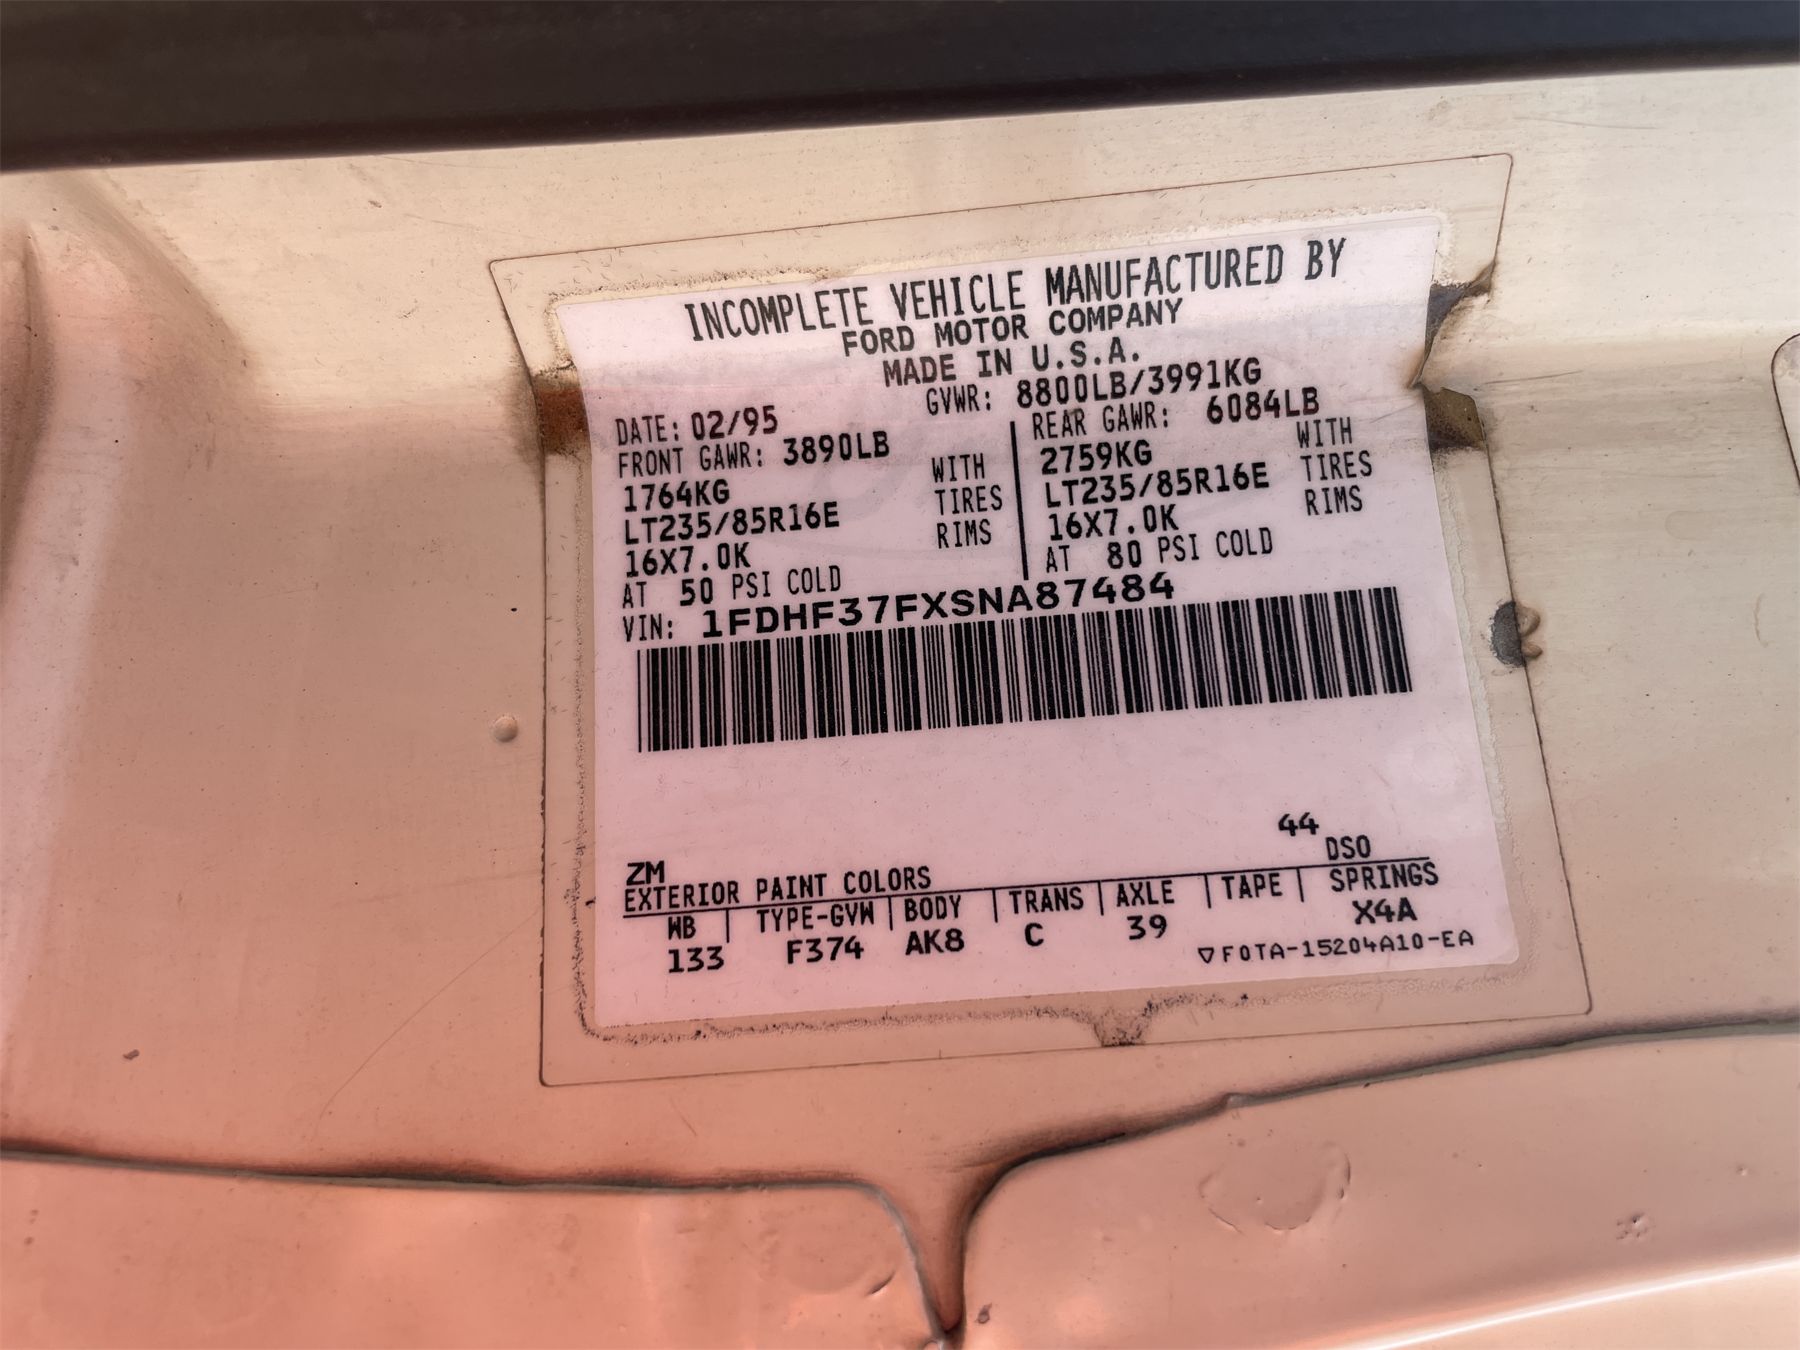 INCOMPLETE VEHICLE MANUFACTURED BY
FORD MOTOR COMPANY
MADE IN U.S.A.
GVWR: 8800LB/3991KG
DATE: 02/95
FRONT GAWR: 3890LB
1764KG WITH
LT235/85R16E TIRES
16X7.0K RIMS
AT 50 PSI COLD
REAR GAWR: 6084LB
2759KG WITH
LT235/85R16E TIRES
16X7.0K RIMS
AT 80 PSI COLD
VIN: 1FDHF37FXSNA87484
44
ZM DSO
EXTERIOR PAINT COLORS
WB | TYPE-GVW | BODY | TRANS | AXLE | TAPE | SPRINGS
133 F374 AK8 C 39 X4A
▽F0TA-15204A10-EA